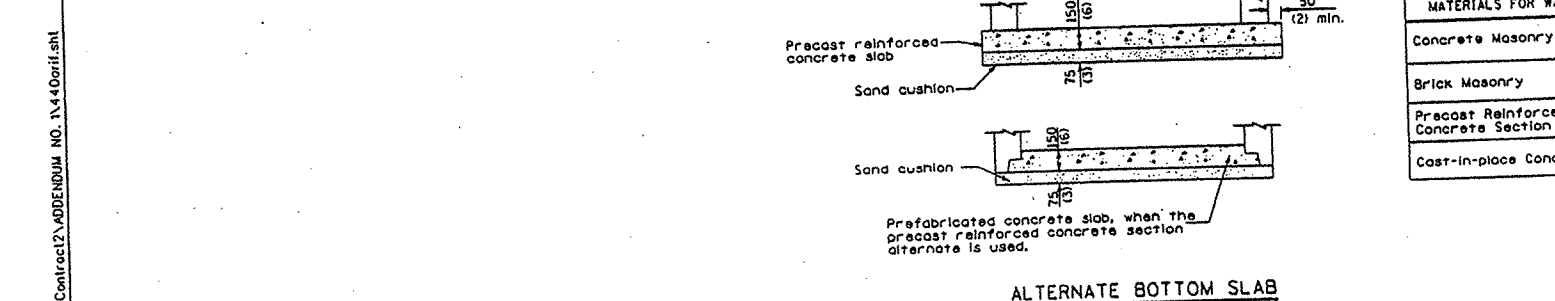 Contract2\ADDENDUM NO. 1\440orif.sht
150
(6)
50
(2) min.
Precast reinforced
concrete slab
Sand cushion
75
(3)
150
(6)
Sand cushion
75
(3)
Prefabricated concrete slab, when the
precast reinforced concrete section
alternate is used.
ALTERNATE BOTTOM SLAB
MATERIALS FOR
Concrete Masonry
Brick Masonry
Precast
Concrete Section
Cast-in-place